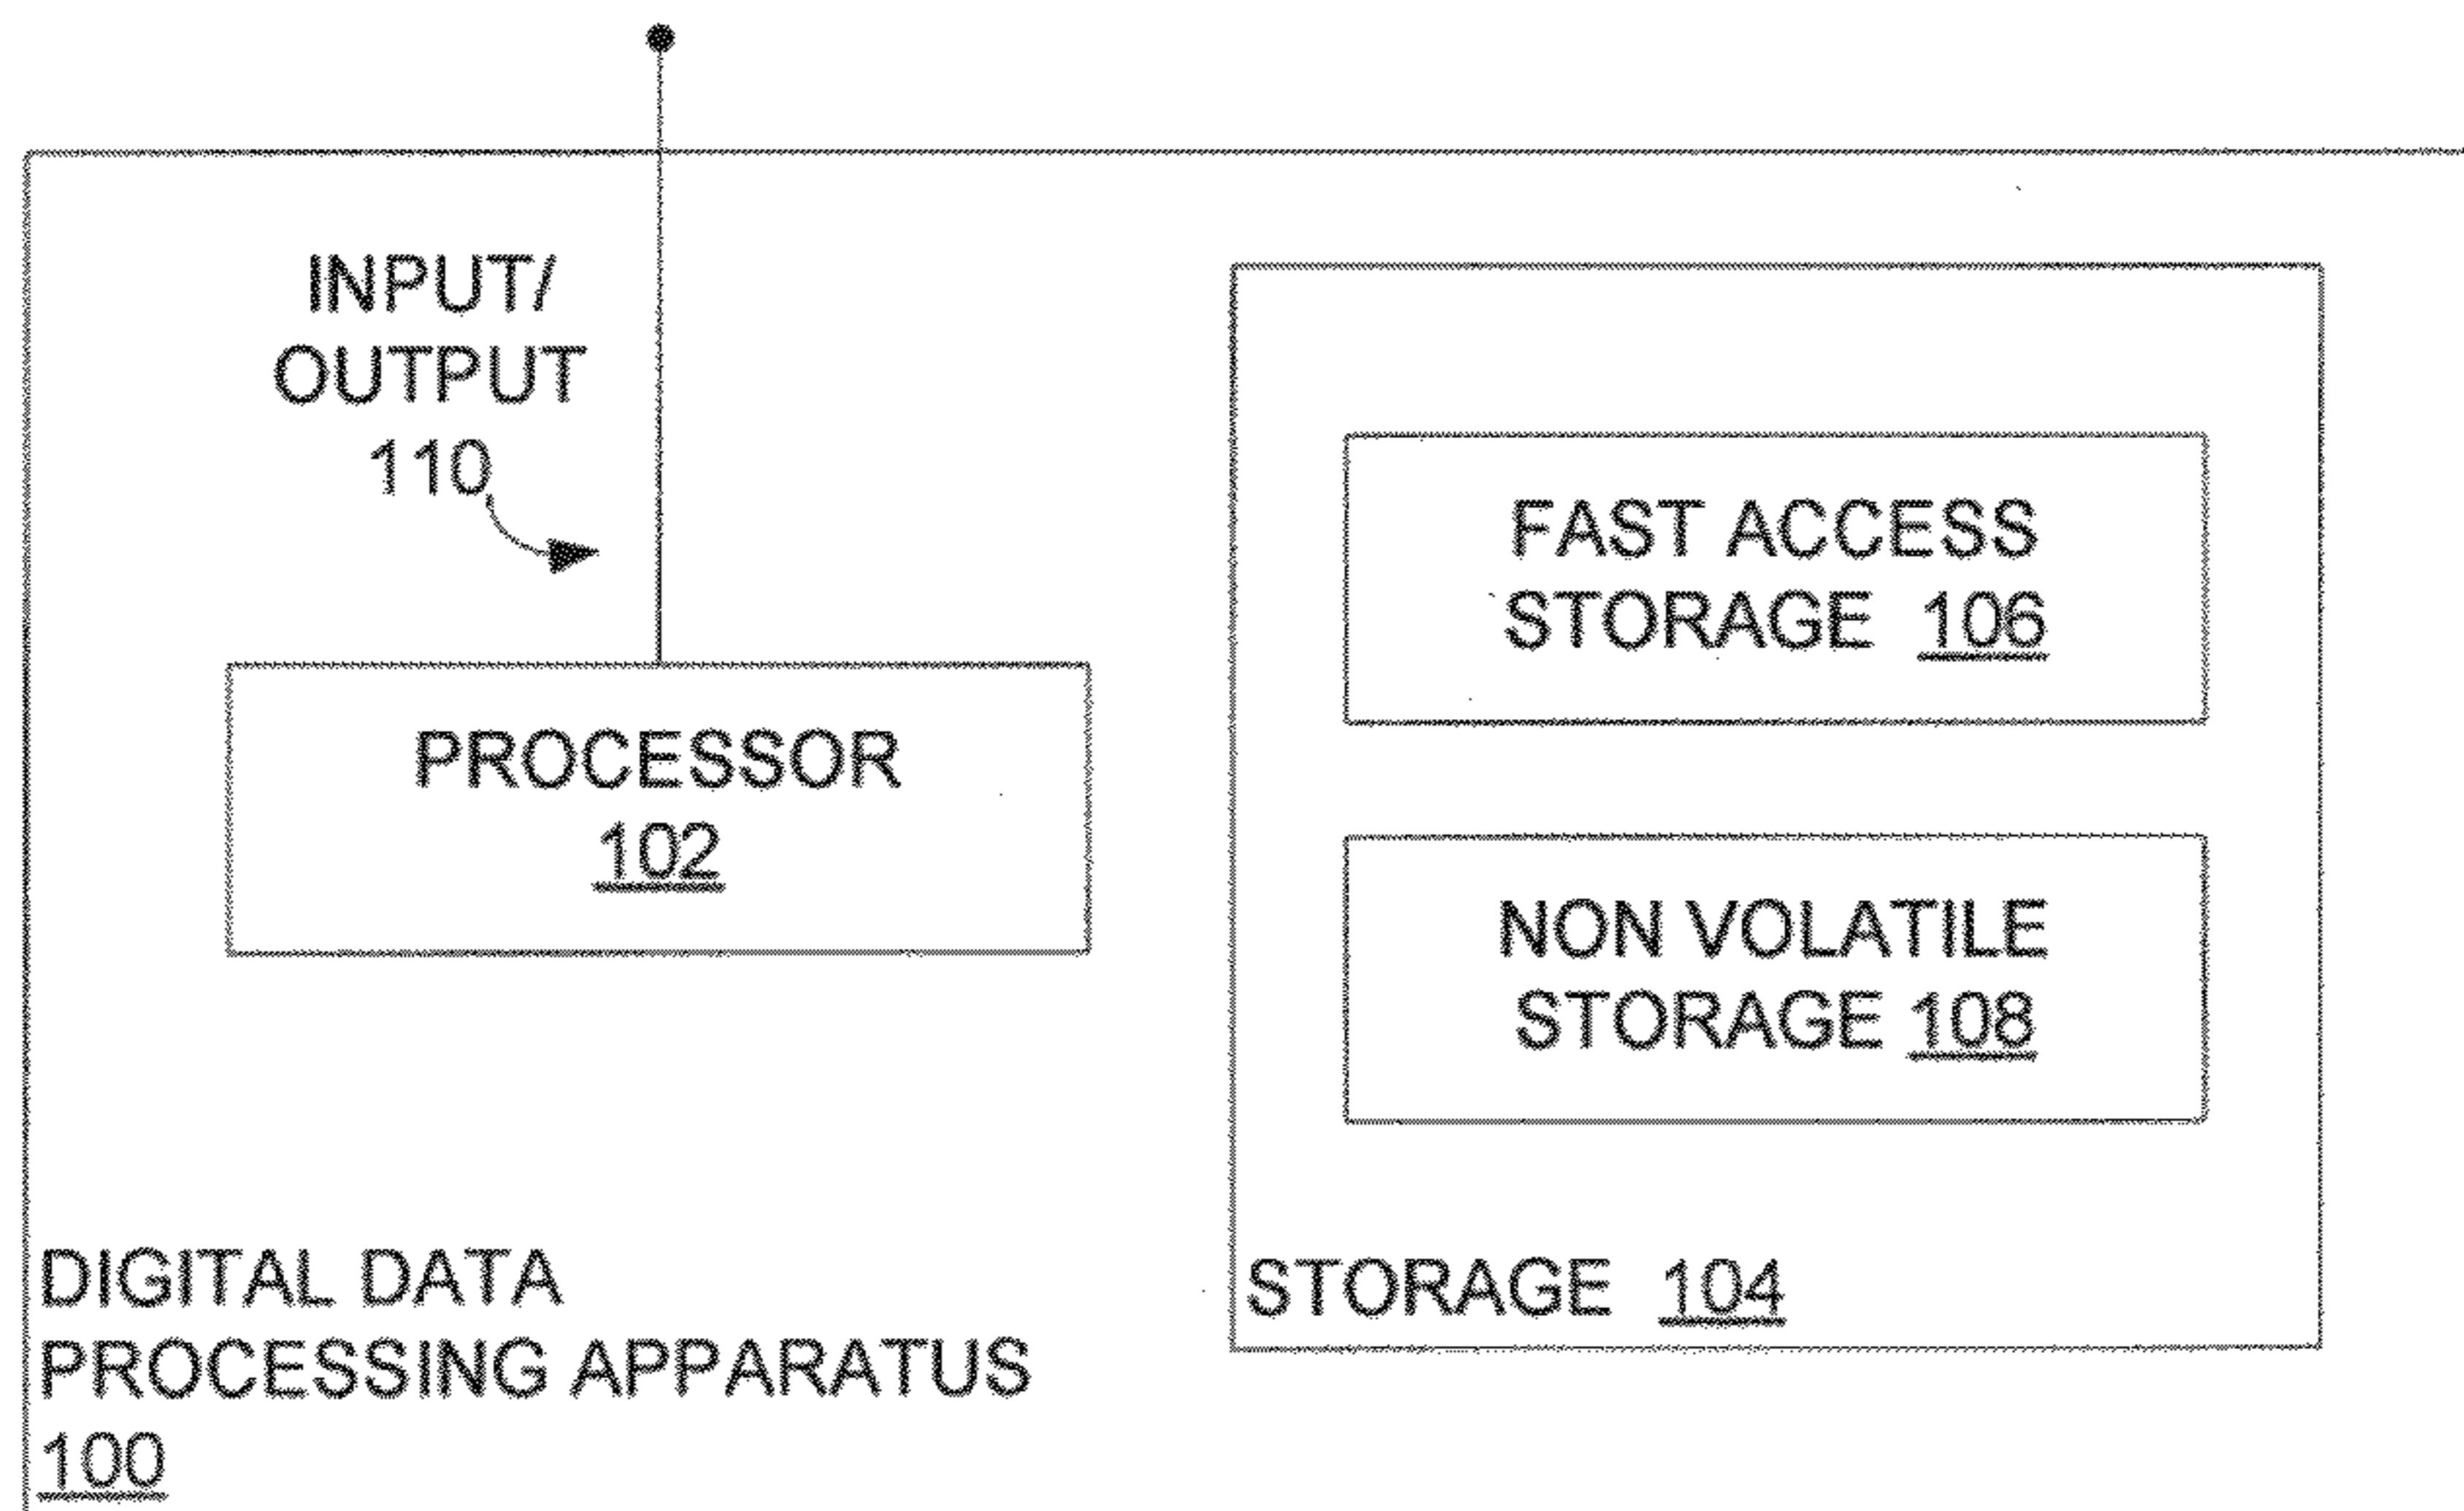 INPUT/
OUTPUT
110
PROCESSOR
102
FAST ACCESS
STORAGE 106
NON VOLATILE
STORAGE 108
STORAGE 104
DIGITAL DATA
PROCESSING APPARATUS
100